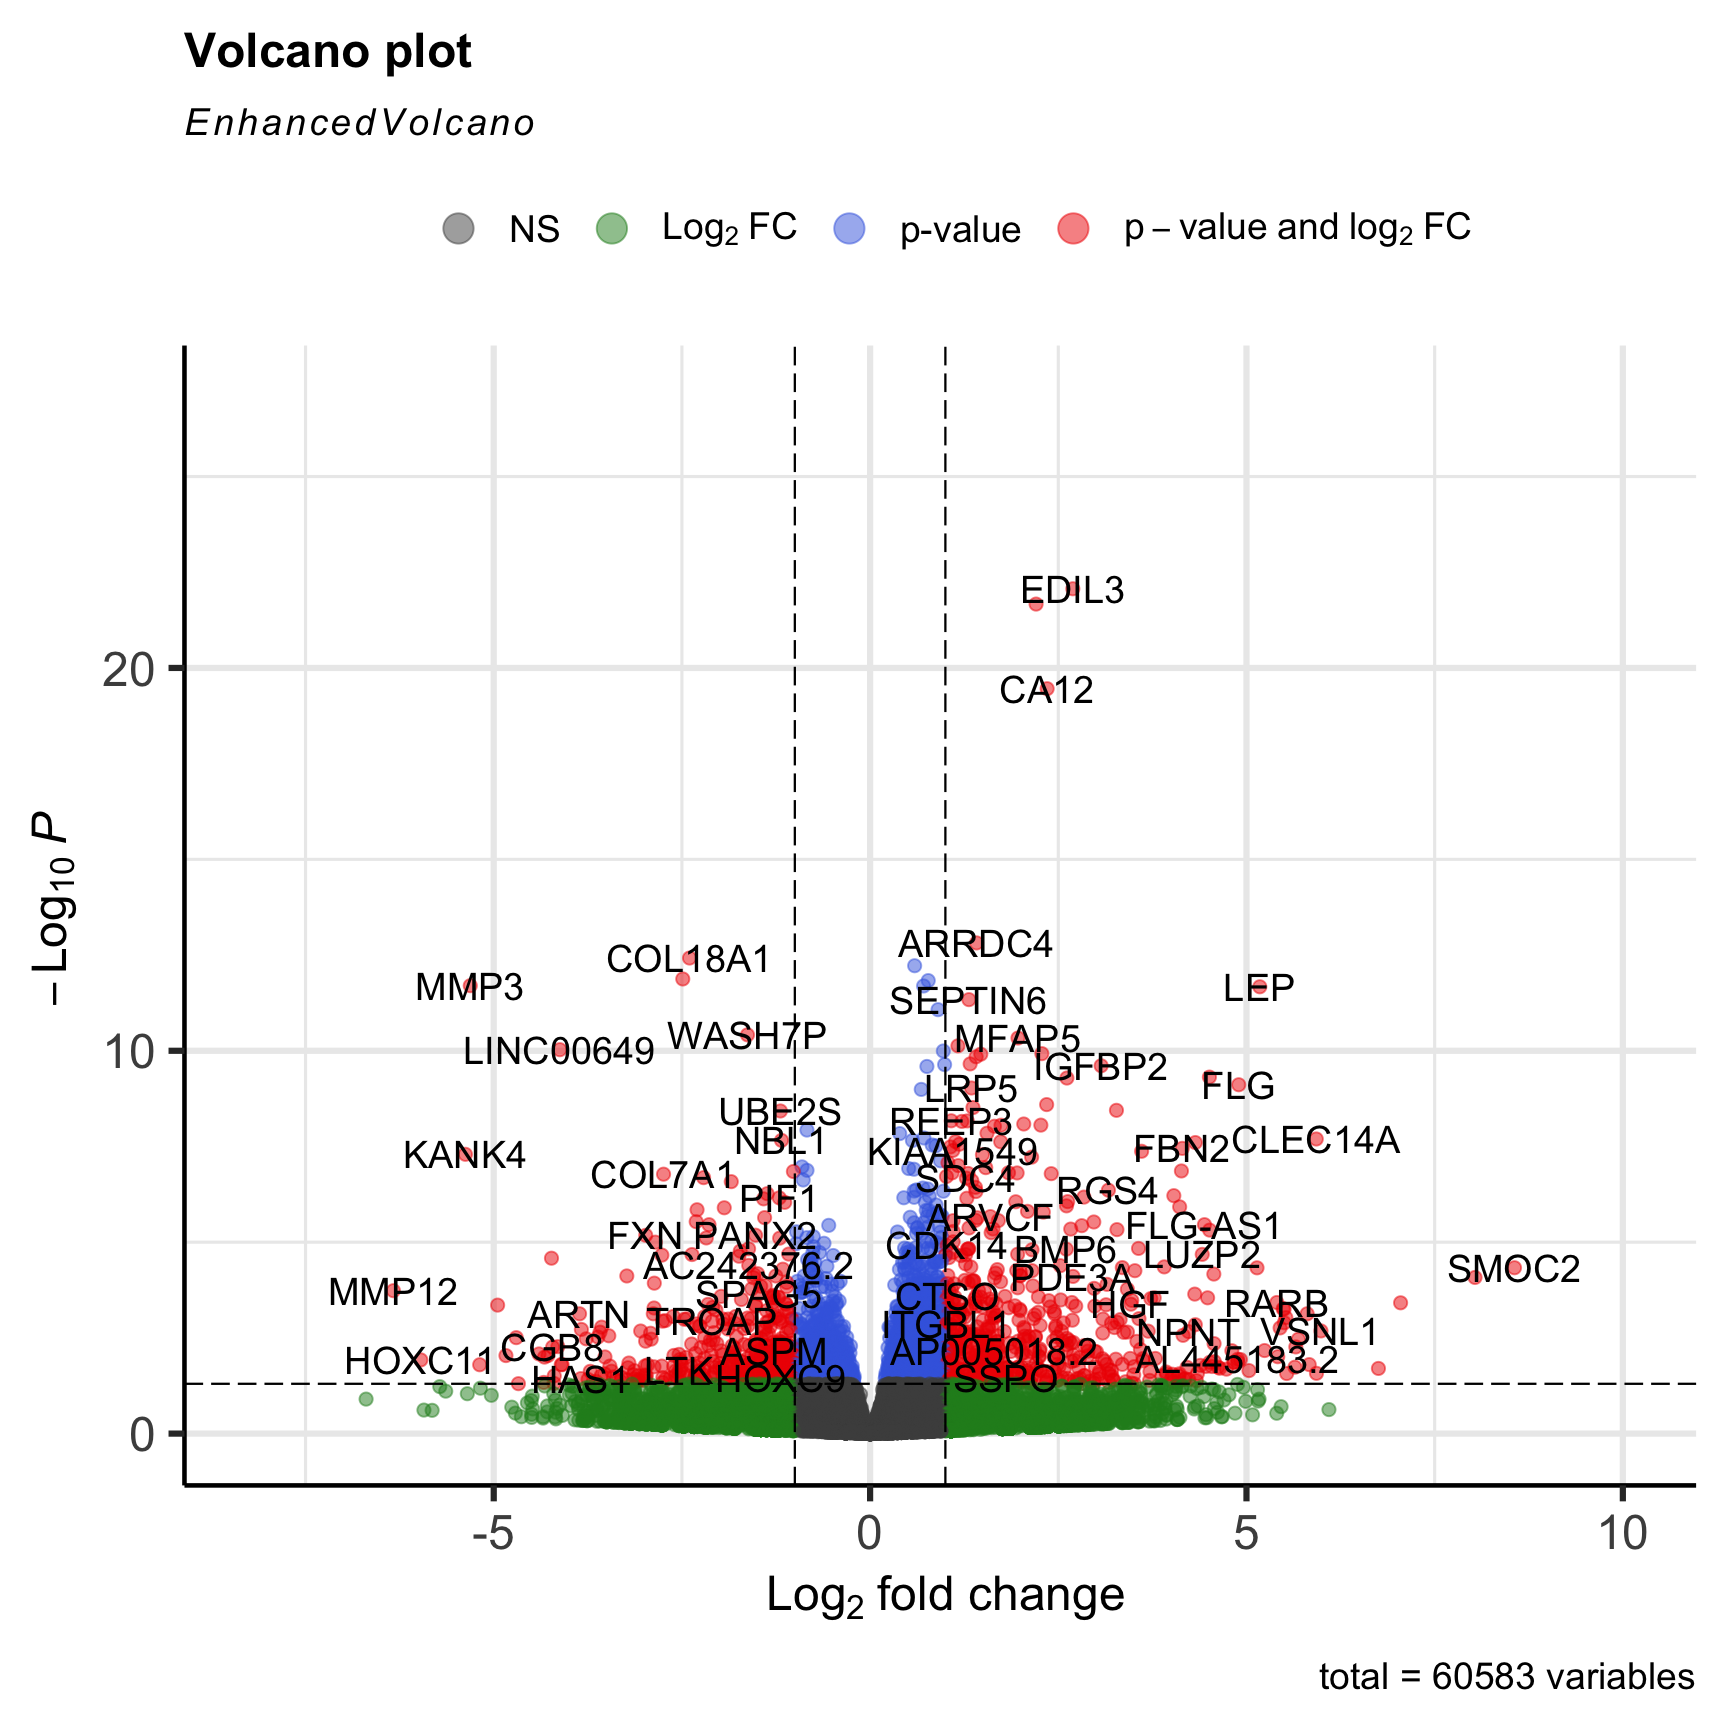 Volcano plot
EnhancedVolcano
NS Log₂ FC p-value p – value and log₂ FC
EDIL3
20
CA12
ARRDC4
COL18A1
MMP3 LEP
SEPTIN6
WASH7P MFAP5
10 LINC00649
IGFBP2
LRP5 FLG
UBE2S
REEP3
NBL1 CLEC14A
FBN2
KANK4 KIAA1549
COL7A1 SDC4
PIF1 RGS4
ARVCF FLG-AS1
FXN PANX2
CDK14 BMP6 LUZP2
AC242376.2 SMOC2
PDE3A
MMP12 SPAG5 CTSO HGF RARB
ARTN TROAP ITGBL1 NPNT VSNL1
CGB8 ASPM AP005018.2 AL445183.2
HOXC11 LTK
HAS1 HOXC9 SSPO
0
-5 0 5 10
–Log₁₀ P
Log₂ fold change
total = 60583 variables